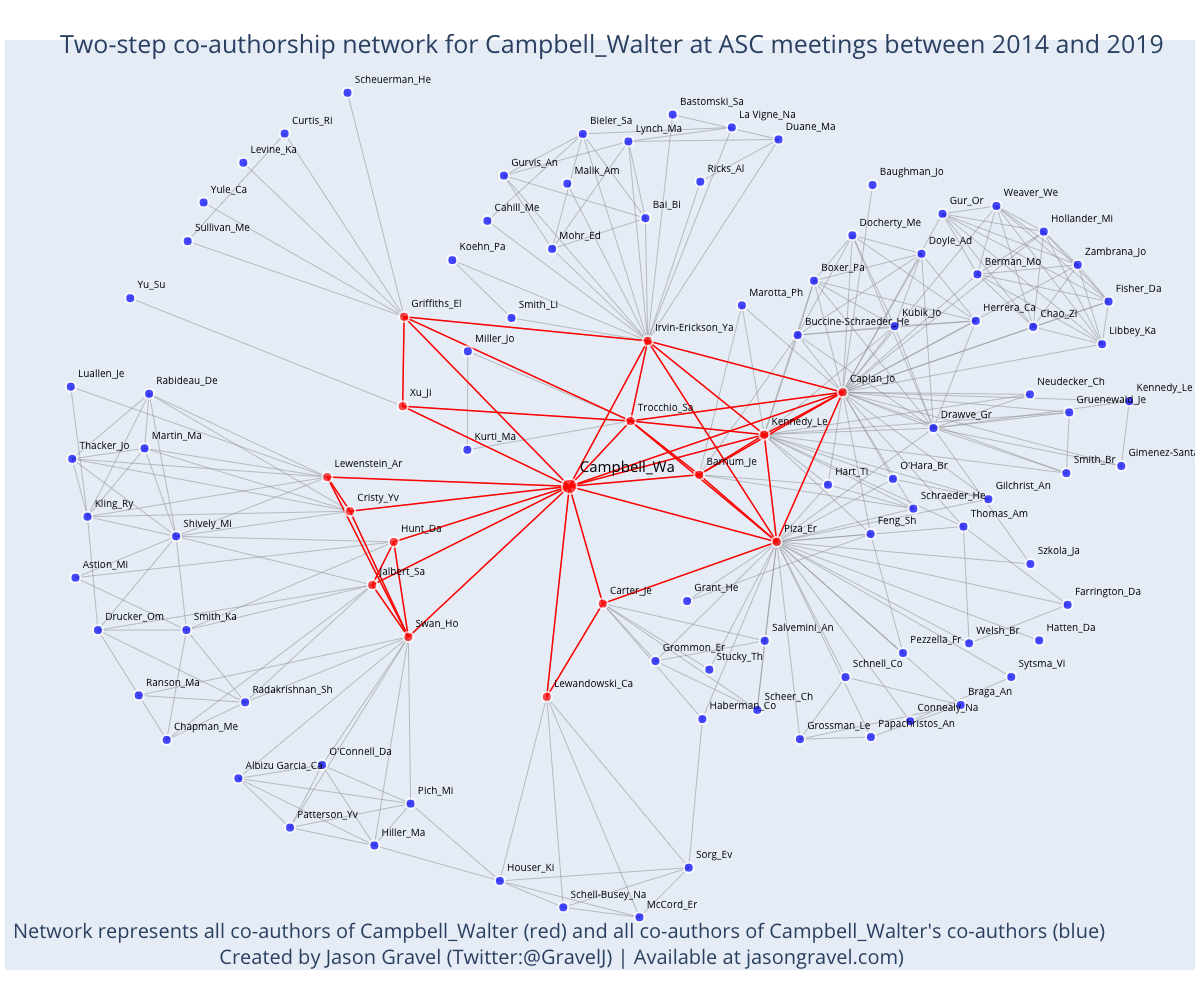 Two-step co-authorship network for Campbell_Walter at ASC meetings between 2014 and 2019
Scheuerman_He
Bastomski_Sa
La Vigne_Na
Curtis_Ri
Bieler_Sa
Lynch_Ma
Duane_Ma
Levine_Ka
Gurvis_An
Malik_Am
Ricks_Al
Baughman_Jo
Yule_Ca
Cahill_Me
Bai_Bi
Gur_Or
Weaver_We
Sullivan_Me
Koehn_Pa
Mohr_Ed
Docherty_Me
Doyle_Ad
Hollander_Mi
Zambrana_Jo
Berman_Mo
Boxer_Pa
Yu_Su
Griffiths_El
Smith_Li
Marotta_Ph
Fisher_Da
Irvin-Erickson_Ya
Buccine-Schraeder_He
Kubik_Jo
Herrera_Ca
Chao_Zi
Libbey_Ka
Miller_Jo
Luallen_Je
Rabideau_De
Xu_Ji
Trocchio_Sa
Caplan_Jo
Neudecker_Ch
Kennedy_Le
Gruenewald_Je
Kennedy_Le
Drawve_Gr
Thacker_Jo
Martin_Ma
Kurti_Ma
Lewenstein_Ar
Campbell_Wa
Barnum_Je
Hart_Ti
O'Hara_Br
Smith_Br
Gimenez-Santa
Kling_Ry
Cristy_Yv
Schraeder_He
Gilchrist_An
Shively_Mi
Hunt_Da
Piza_Er
Feng_Sh
Thomas_Am
Astion_Mi
Jalbert_Sa
Szkola_Ja
Carter_Je
Grant_He
Farrington_Da
Drucker_Om
Smith_Ka
Swan_Ho
Salvemini_An
Pezzella_Fr
Welsh_Br
Hatten_Da
Grommon_Er
Stucky_Th
Ranson_Ma
Radakrishnan_Sh
Lewandowski_Ca
Schnell_Co
Sytsma_Vi
Scheer_Ch
Haberman_Co
Braga_An
Connealy_Na
Chapman_Me
Grossman_Le
Papachristos_An
O'Connell_Da
Albizu Garcia_Ca
Pich_Mi
Patterson_Yv
Hiller_Ma
Houser_Ki
Sorg_Ev
Schell-Busey_Na
McCord_Er
Network represents all co-authors of Campbell_Walter (red) and all co-authors of Campbell_Walter's co-authors (blue)
Created by Jason Gravel (Twitter:@GravelJ) | Available at jasongravel.com)